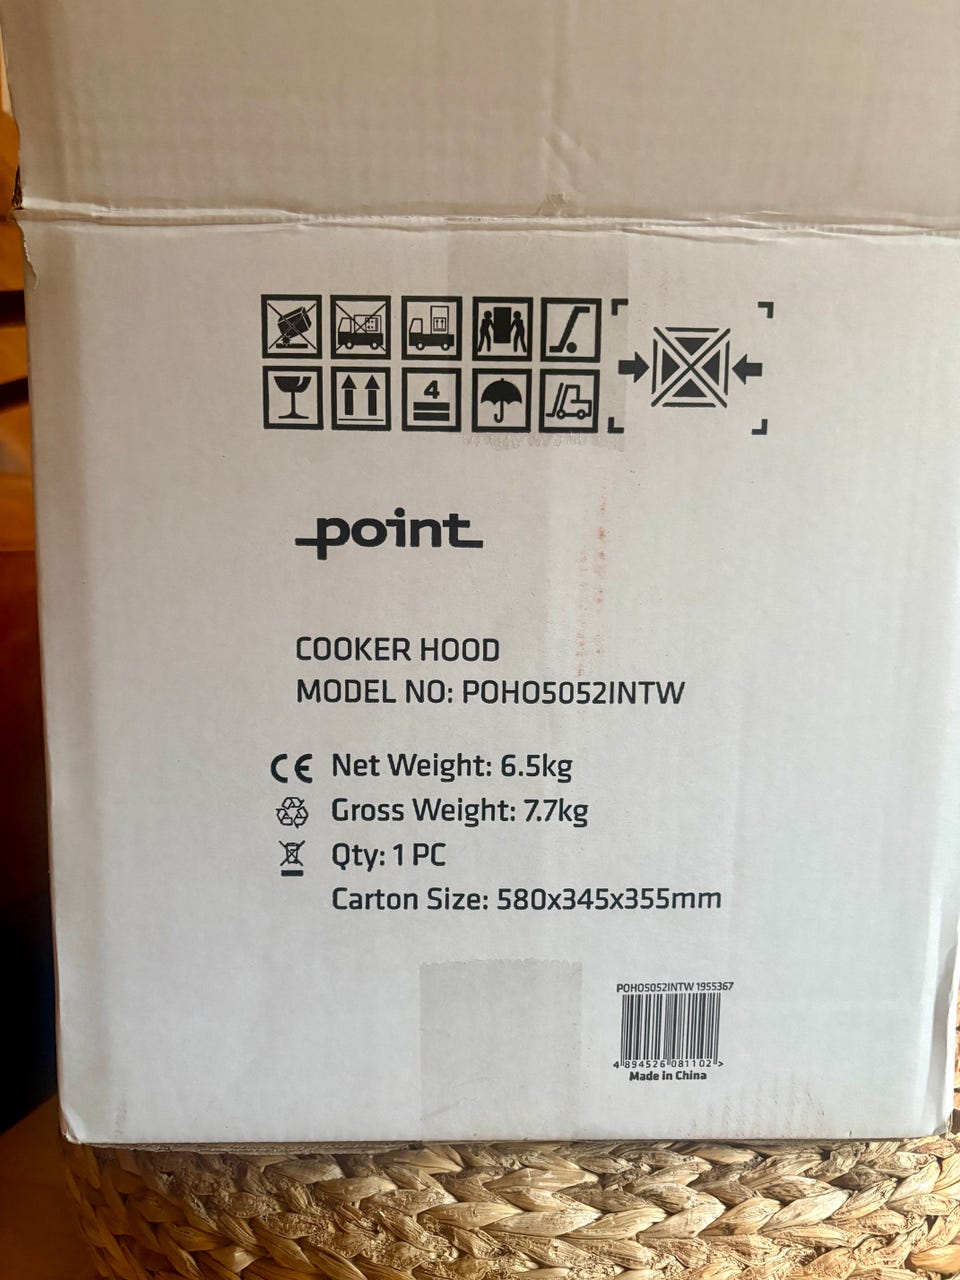 4
point
COOKER HOOD
MODEL NO: POHO5052INTW
CE Net Weight: 6.5kg
Gross Weight: 7.7kg
Qty: 1 PC
Carton Size: 580x345x355mm
POHO5052INTW 1955367
4 894526 081102 >
Made in China